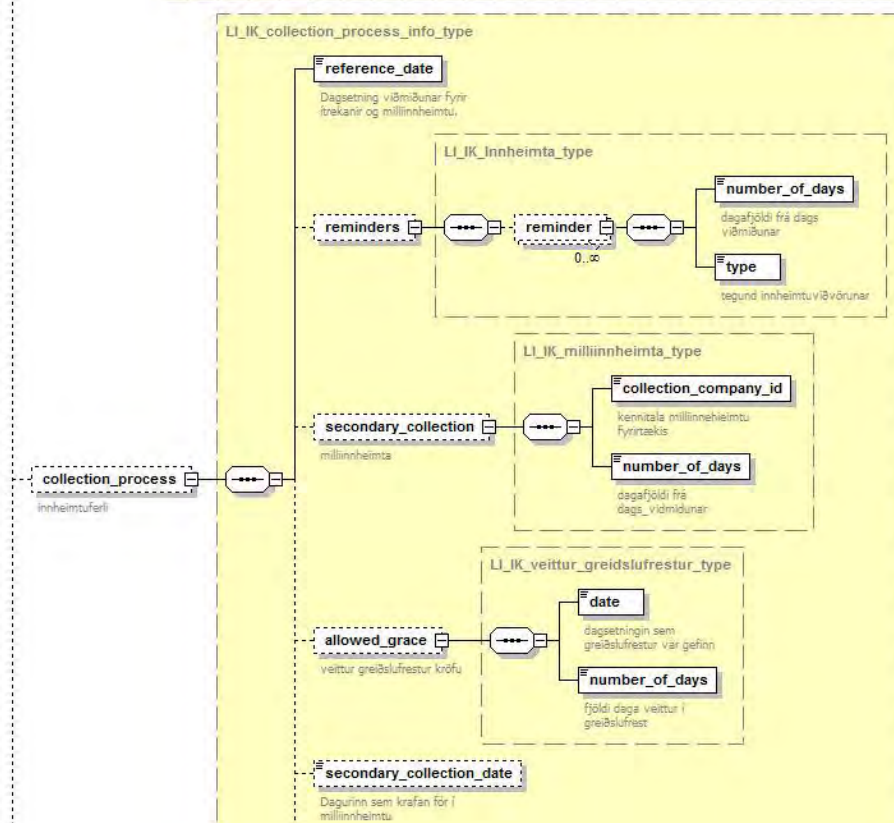 LI_IK_collection_process_info_type
reference_date
Dagsetning viðmiðunar fyrir
ítrekanir og milliinnheimtu.
LI_IK_Innheimta_type
reminders
reminder
0..∞
number_of_days
dagafjöldi frá dags
viðmiðunar
type
tegund innheimtuviðvörunar
LI_IK_milliinnheimta_type
secondary_collection
milliinnheimta
collection_company_id
kennitala milliinnehieimtu
fyrirtækis
number_of_days
dagafjöldi frá
dags_vidmidunar
collection_process
innheimtuferli
LI_IK_veittur_greidslufrestur_type
allowed_grace
veittur greiðslufrestur kröfu
date
dagsetningin sem
greiðslufrestur var gefinn
number_of_days
fjöldi daga veittur í
greiðslufrest
secondary_collection_date
Dagurinn sem krafan fór í
milliinnheimtu